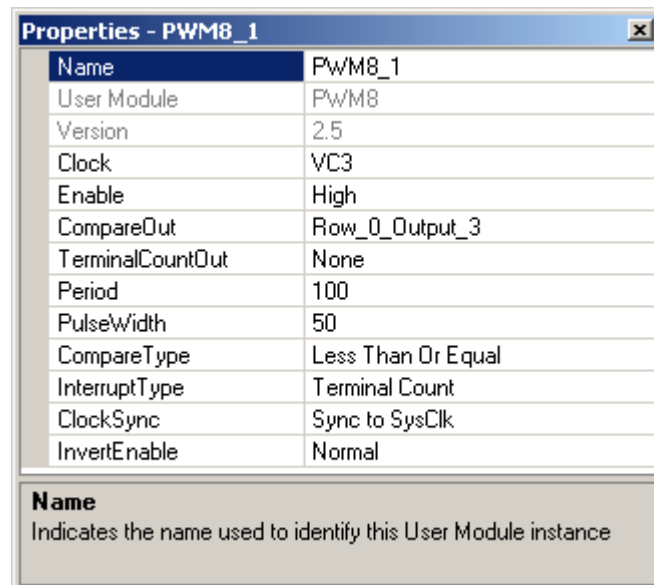 Properties - PWM8_1
Name PWM8_1
User Module PWM8
Version 2.5
Clock VC3
Enable High
CompareOut Row_0_Output_3
TerminalCountOut None
Period 100
PulseWidth 50
CompareType Less Than Or Equal
InterruptType Terminal Count
ClockSync Sync to SysClk
InvertEnable Normal
Name
Indicates the name used to identify this User Module instance